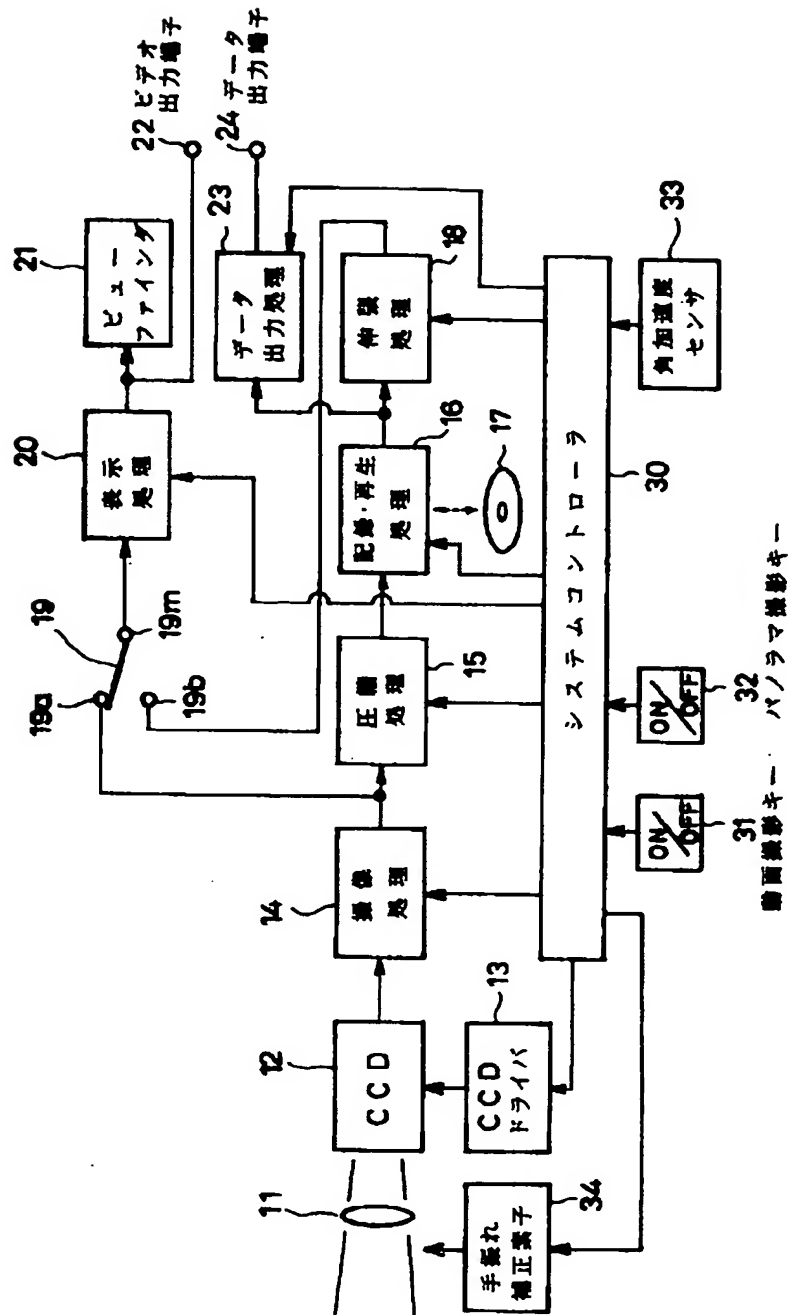 11
12
CCD
13
CCD
ドライバ
14
撮像
処理
15
圧縮
処理
16
記録・再生
処理
17
18
伸張
処理
19
19a
19b
19m
20
表示
処理
21
ビュー
ファインダ
22 ビデオ
出力端子
23
データ
出力処理
24 データ
出力端子
30
システムコントローラ
31
ON/OFF
動画撮影キー
32
ON/OFF
パノラマ撮影キー
33
角加速度
センサ
34
手振れ
補正素子